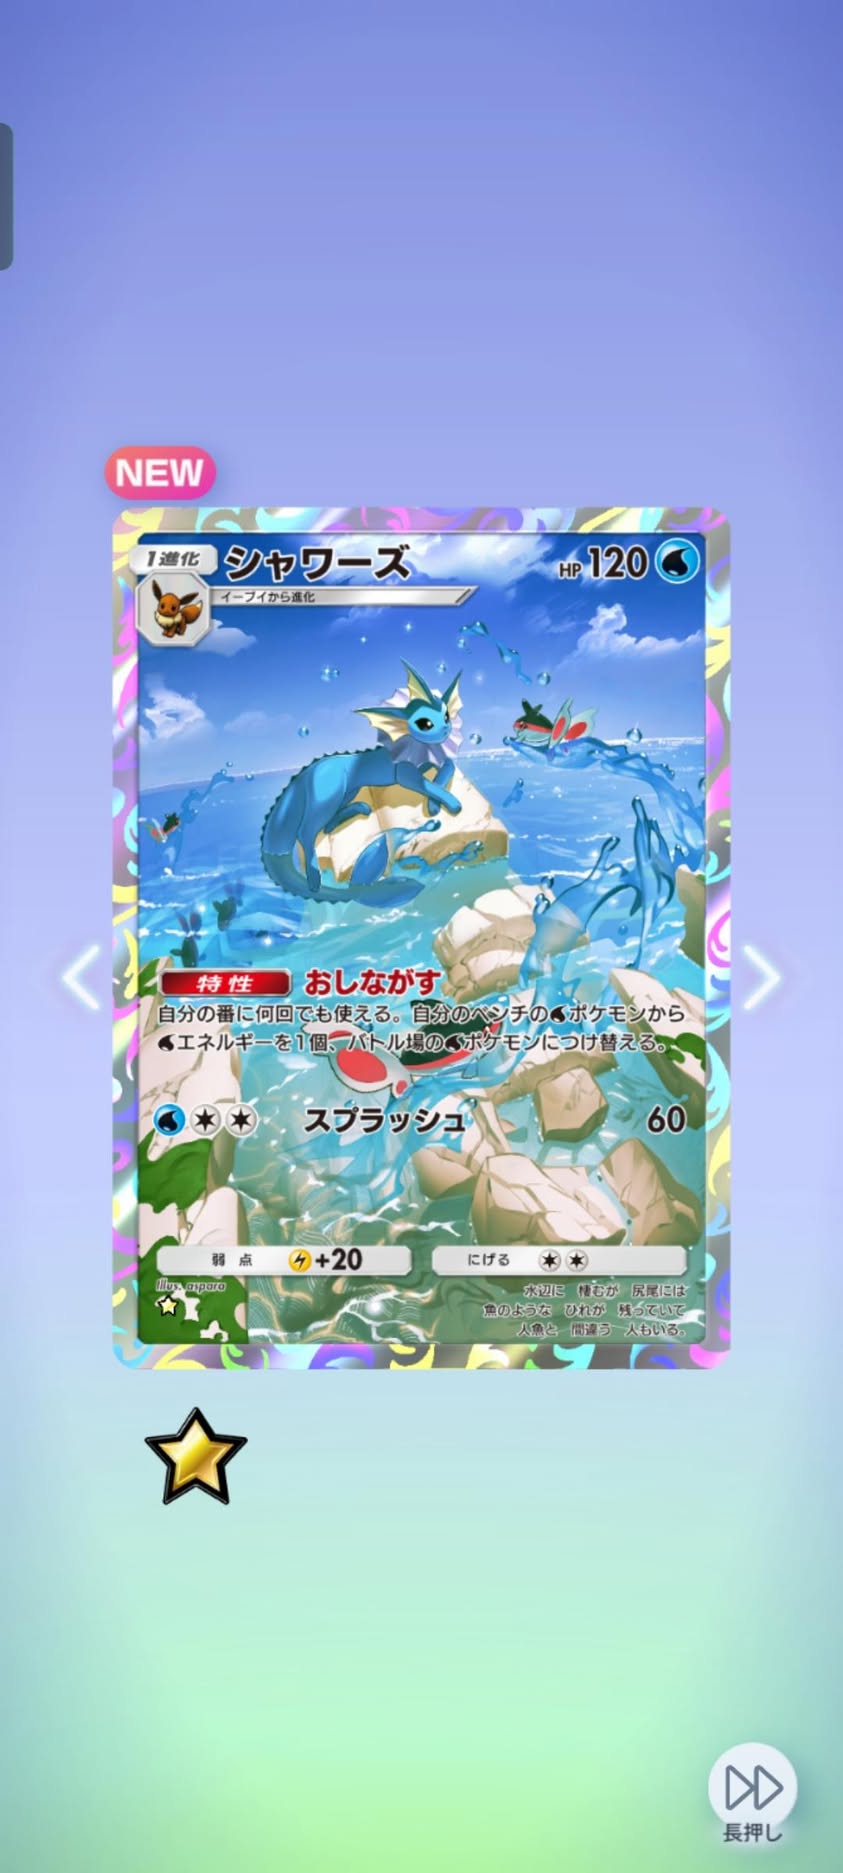 NEW
1進化 シャワーズ HP 120
イーブイから進化
特性 おしながす
自分の番に何回でも使える。自分のベンチのポケモンから
エネルギーを1個、バトル場のポケモンにつけ替える。
スプラッシュ 60
弱点 +20 にげる
Illus. aspara
水辺に 棲むが 尻尾には
魚のような ひれが 残っていて
人魚と 間違う 人もいる。
長押し